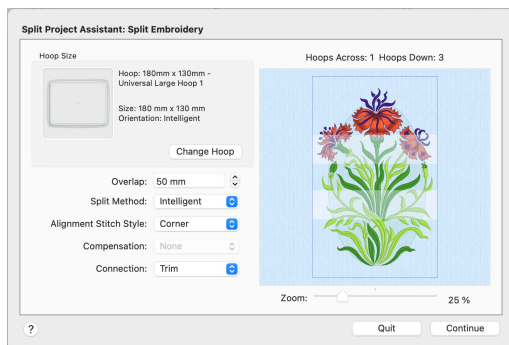 Split Project Assistant: Split Embroidery
Hoop Size
Hoop: 180mm x 130mm -
Universal Large Hoop 1
Size: 180 mm x 130 mm
Orientation: Intelligent
Change Hoop
Overlap: 50 mm
Split Method: Intelligent
Alignment Stitch Style: Corner
Compensation: None
Connection: Trim
Hoops Across: 1 Hoops Down: 3
Zoom: 25 %
?
Quit
Continue